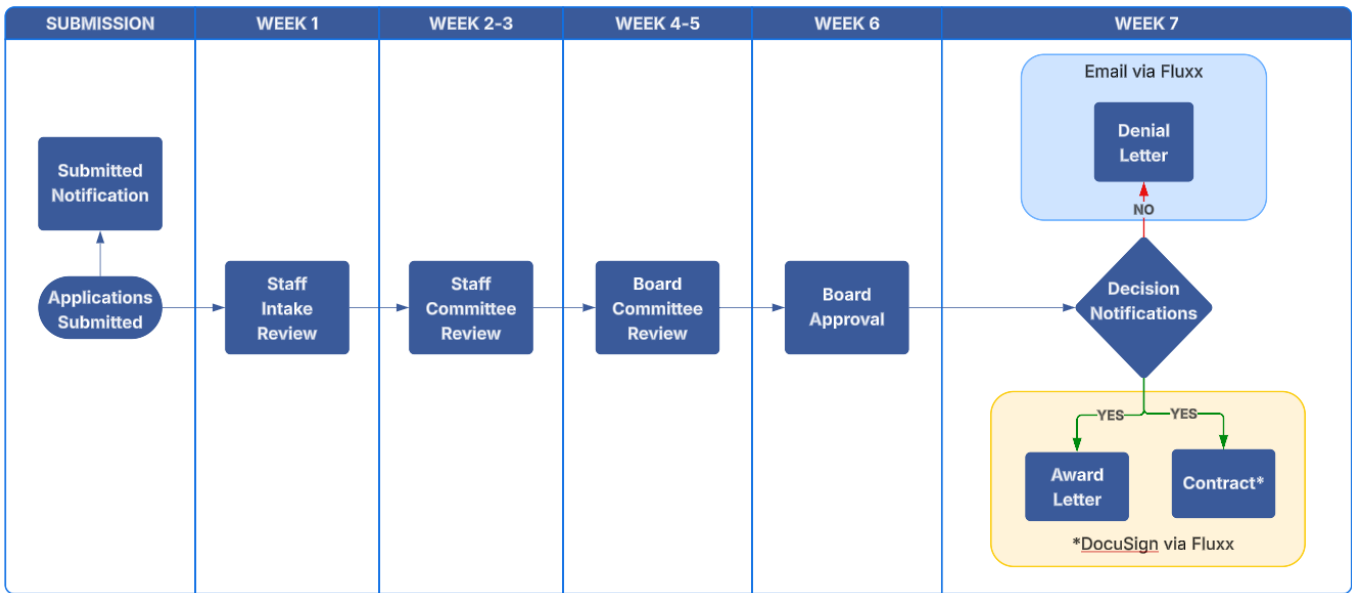 SUBMISSION
WEEK 1
WEEK 2-3
WEEK 4-5
WEEK 6
WEEK 7
Submitted
Notification
Applications
Submitted
Staff
Intake
Review
Staff
Committee
Review
Board
Committee
Review
Board
Approval
Email via Fluxx
Denial
Letter
NO
Decision
Notifications
YES
YES
Award
Letter
Contract*
*DocuSign via Fluxx